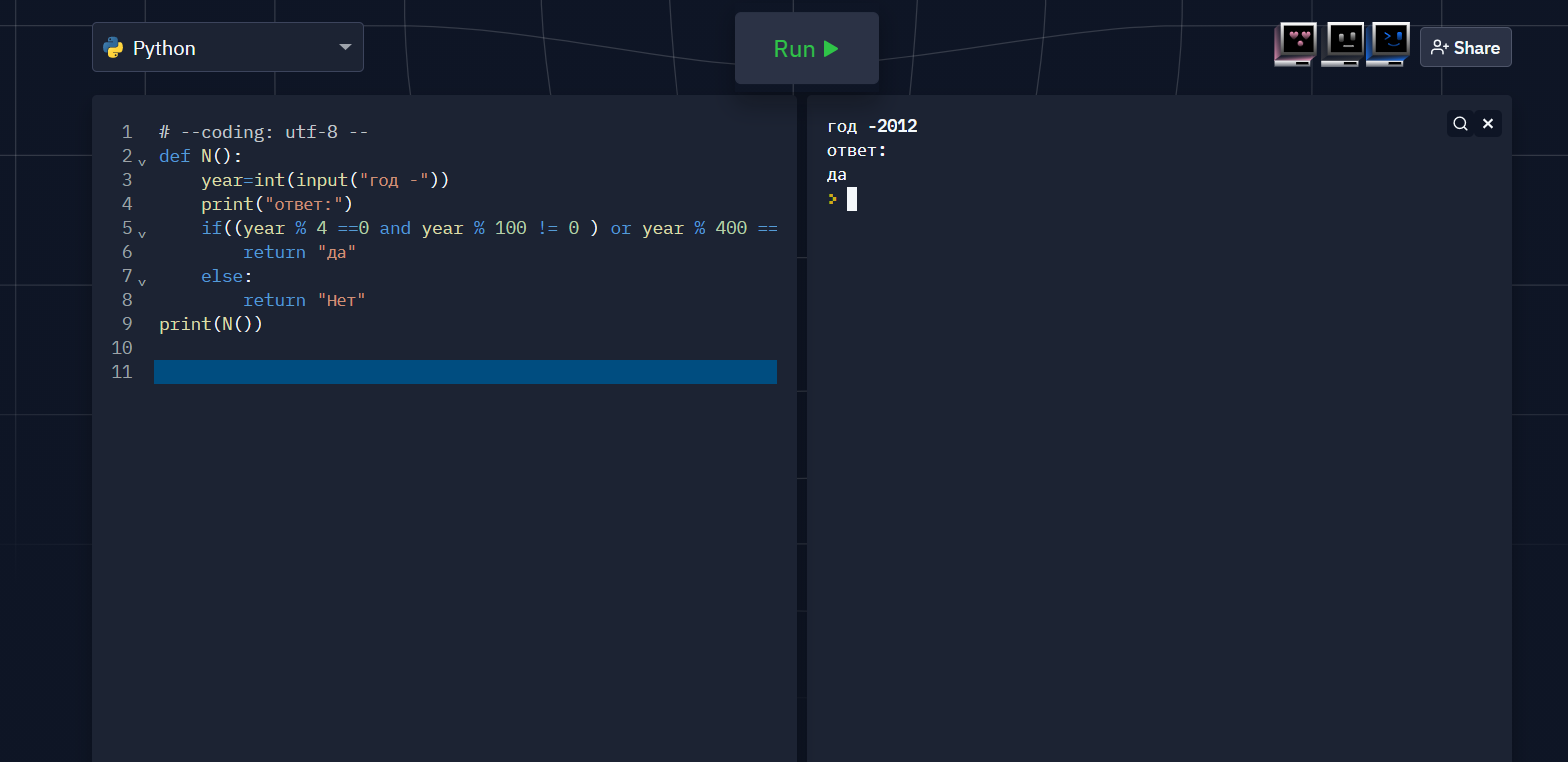 Python
Run
Share
1 # --coding: utf-8 --
2 def N():
3 year=int(input("год -"))
4 print("ответ:")
5 if((year % 4 ==0 and year % 100 != 0 ) or year % 400 ==
6 return "да"
7 else:
8 return "Нет"
9 print(N())
10
11
год -2012
ответ:
да
>